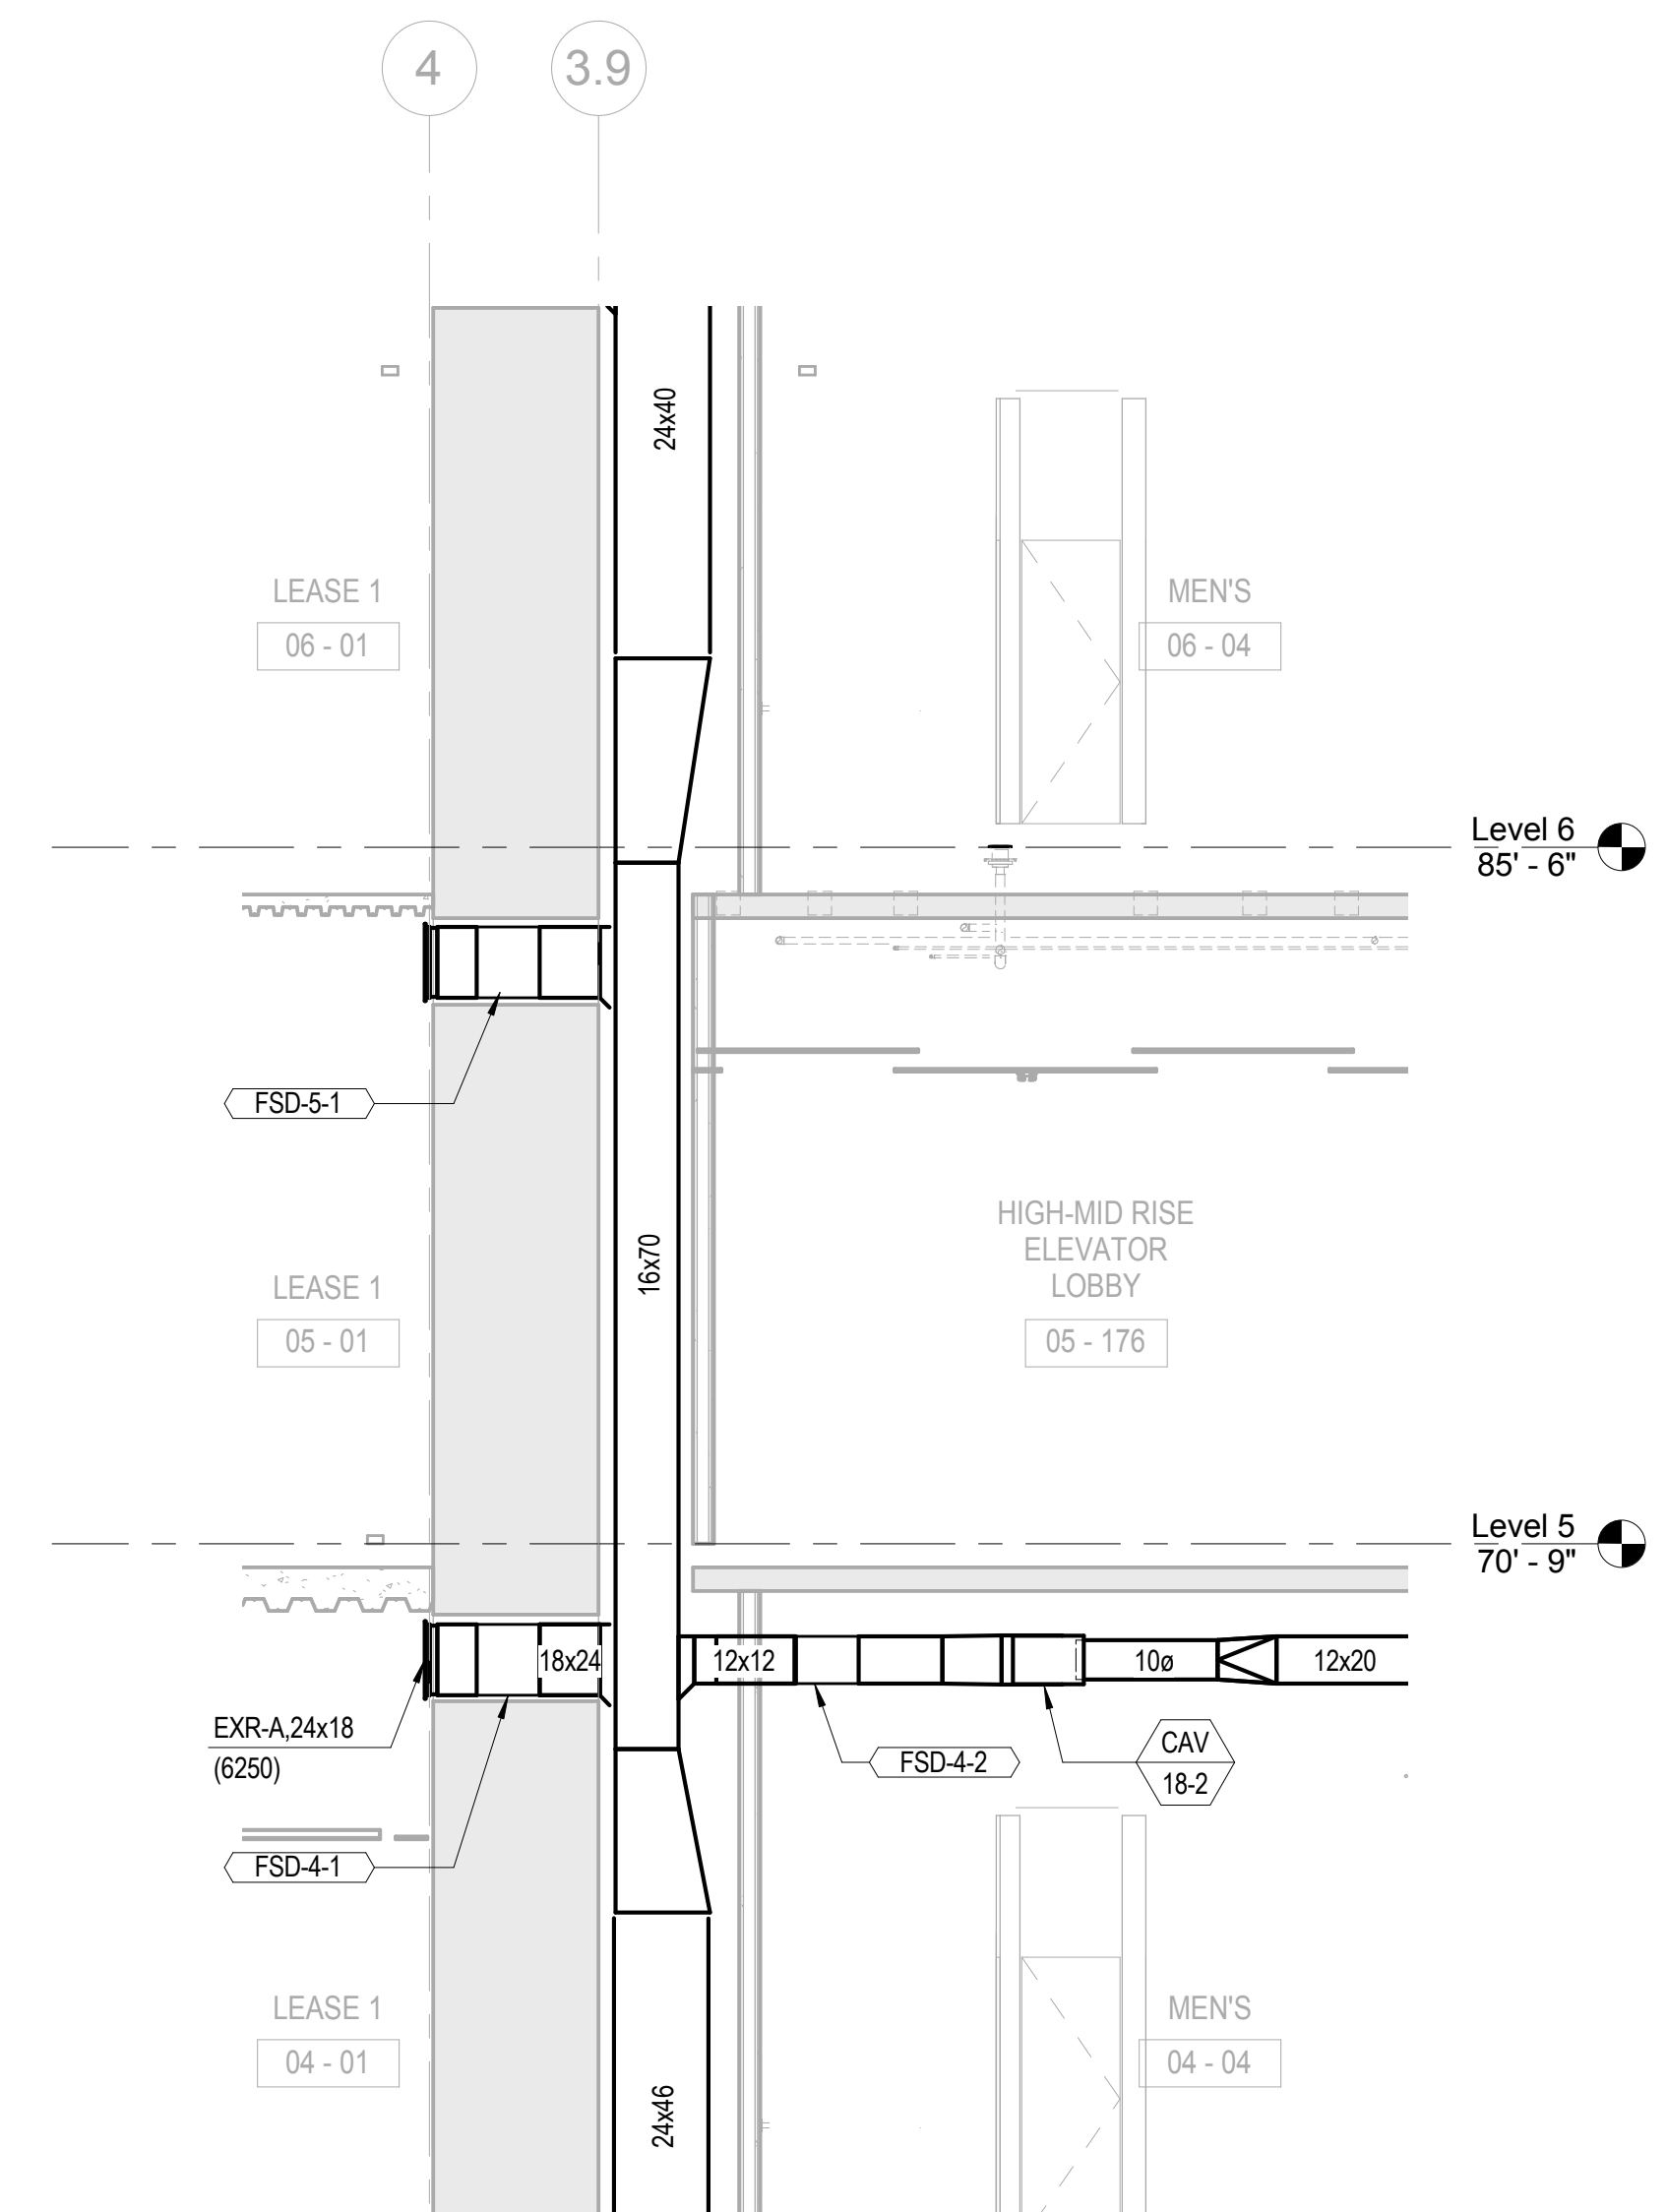 4
3.9
24x40
LEASE 1
06 - 01
MEN'S
06 - 04
Level 6
85' - 6"
FSD-5-1
16x70
HIGH-MID RISE
ELEVATOR
LOBBY
05 - 176
LEASE 1
05 - 01
Level 5
70' - 9"
18x24
12x12
10ø
12x20
EXR-A,24x18
(6250)
FSD-4-2
CAV
18-2
FSD-4-1
LEASE 1
04 - 01
MEN'S
04 - 04
24x46